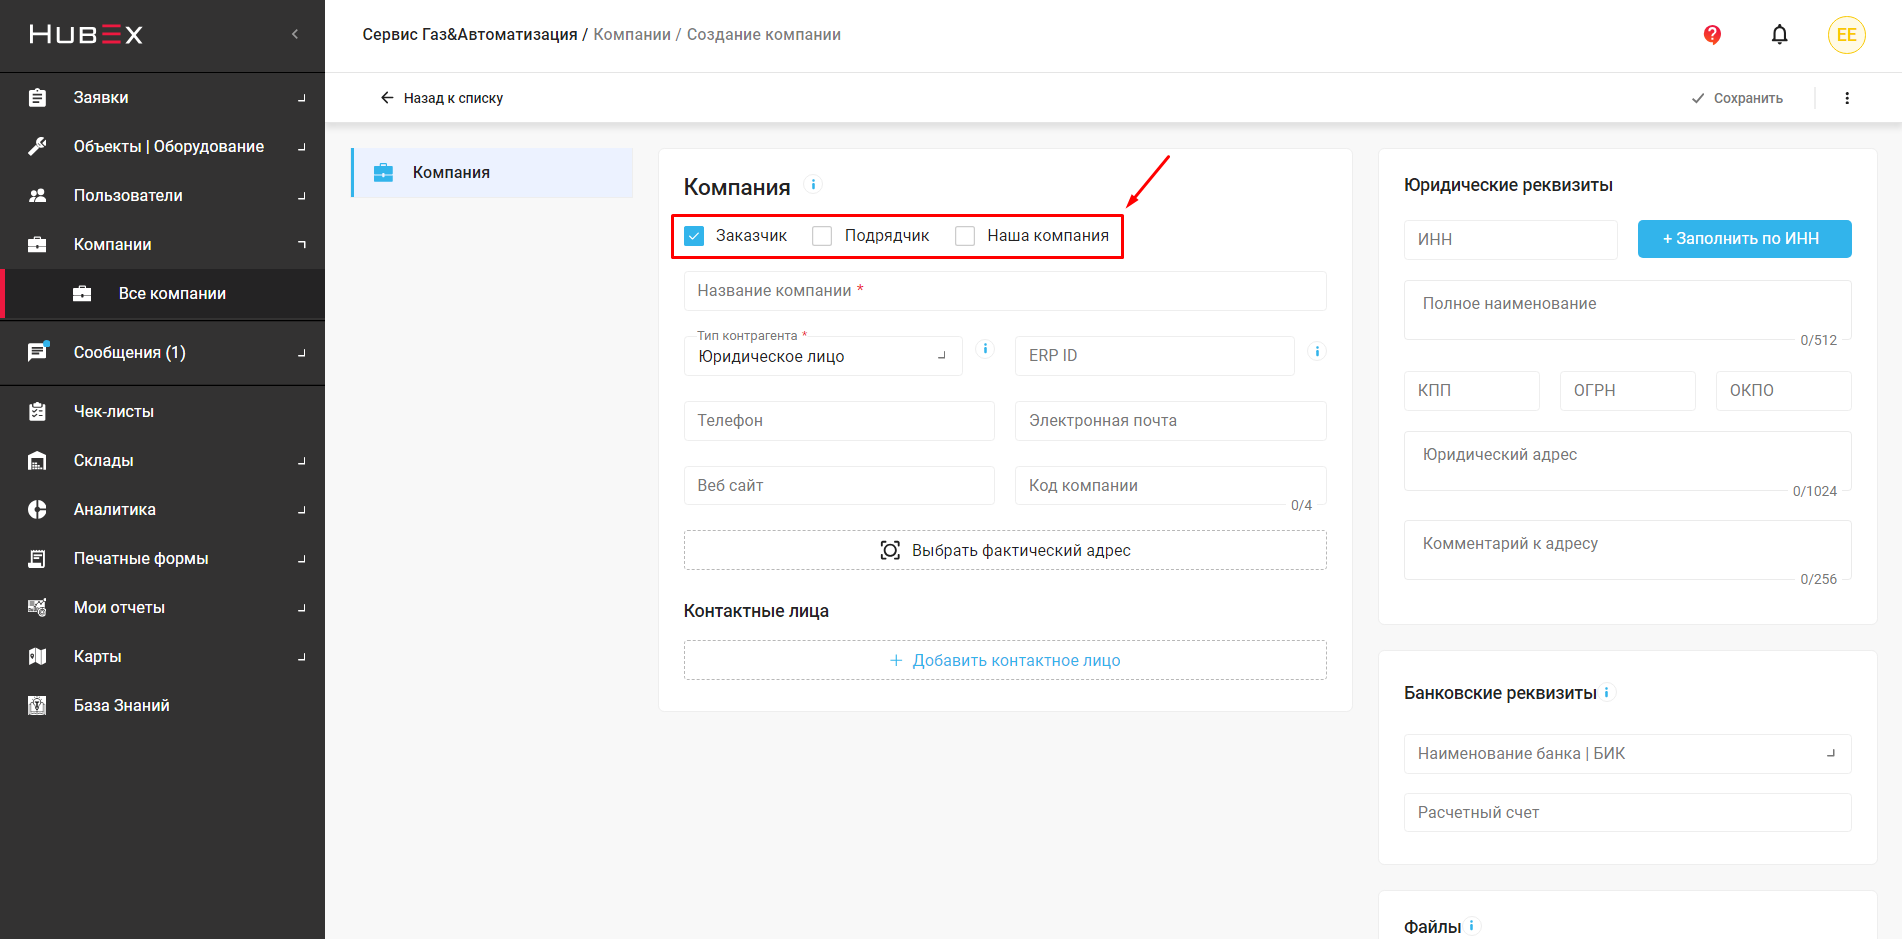 HUBEX
Заявки
Объекты | Оборудование
Пользователи
Компании
Все компании
Сообщения (1)
Чек-листы
Склады
Аналитика
Печатные формы
Мои отчеты
Карты
База Знаний
Сервис Газ&Автоматизация / Компании / Создание компании
EE
Назад к списку
Сохранить
Компания
Компания
Заказчик Подрядчик Наша компания
Название компании *
Тип контрагента *
Юридическое лицо
ERP ID
Телефон
Электронная почта
Веб сайт
Код компании
0/4
Выбрать фактический адрес
Контактные лица
+ Добавить контактное лицо
Юридические реквизиты
ИНН
+ Заполнить по ИНН
Полное наименование
0/512
КПП
ОГРН
ОКПО
Юридический адрес
0/1024
Комментарий к адресу
0/256
Банковские реквизиты
Наименование банка | БИК
Расчетный счет
Файлы